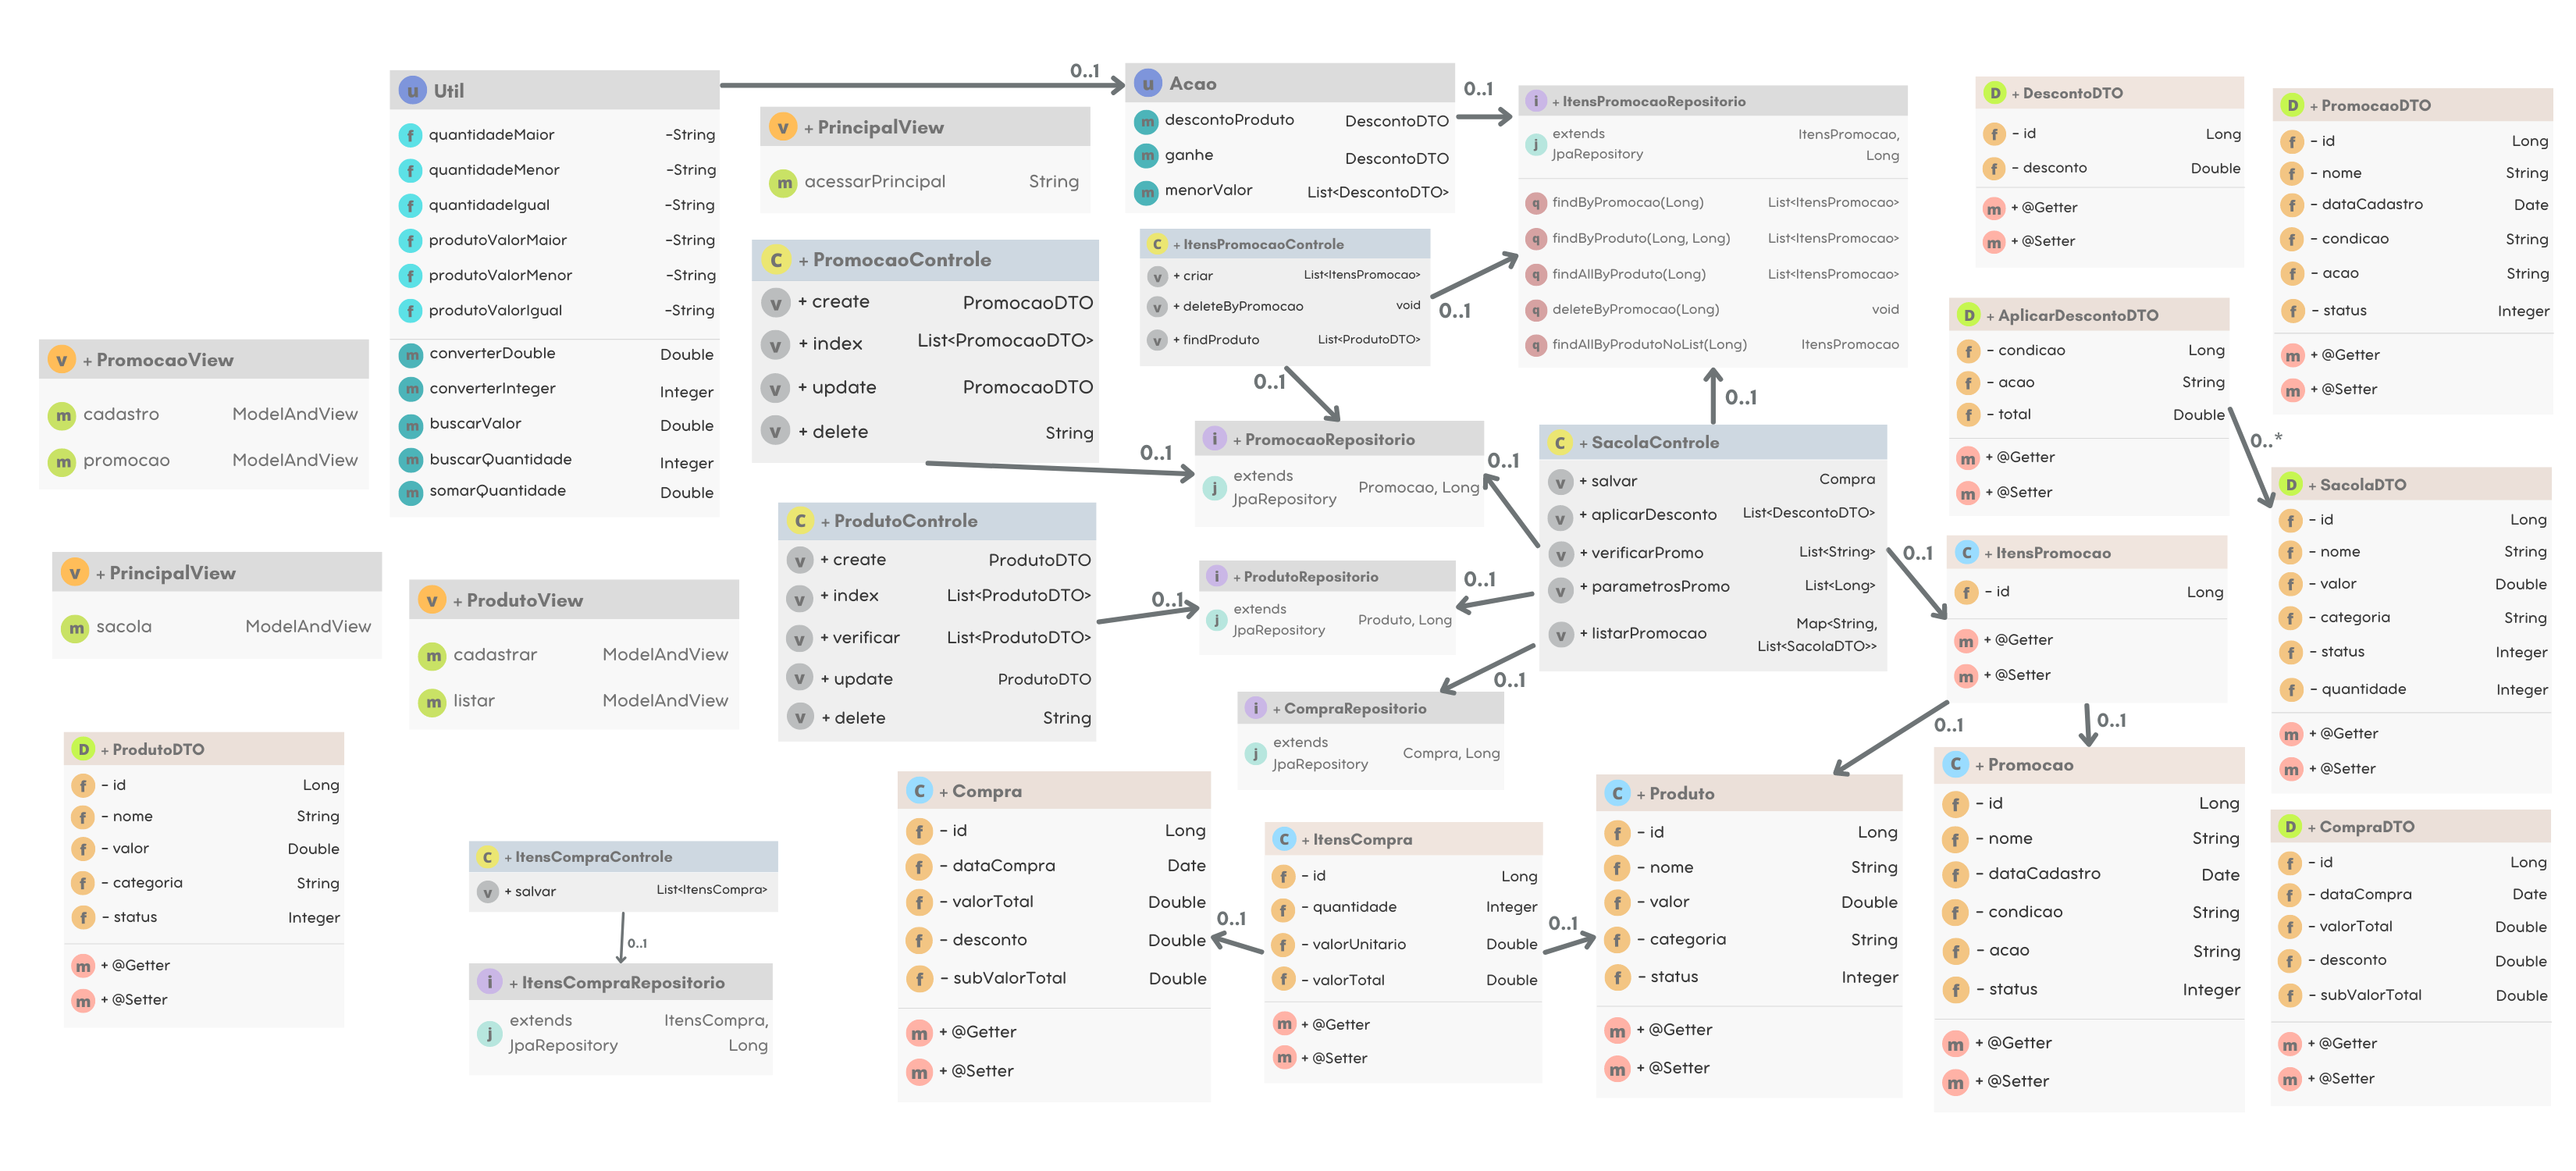 u Util
f quantidadeMaior -String
f quantidadeMenor -String
f quantidadeIgual -String
f produtoValorMaior -String
f produtoValorMenor -String
f produtoValorIgual -String
m converterDouble Double
m converterInteger Integer
m buscarValor Double
m buscarQuantidade Integer
m somarQuantidade Double
0..1
v + PrincipalView
m acessarPrincipal String
u Acao
m descontoProduto DescontoDTO
m ganhe DescontoDTO
m menorValor List<DescontoDTO>
0..1
i + ItensPromocaoRepositorio
j extends ItensPromocao,
JpaRepository Long
q findByPromocao(Long) List<ItensPromocao>
q findByProduto(Long, Long) List<ItensPromocao>
q findAllByProduto(Long) List<ItensPromocao>
q deleteByPromocao(Long) void
q findAllByProdutoNoList(Long) ItensPromocao
D + DescontoDTO
f - id Long
f - desconto Double
m + @Getter
m + @Setter
D + PromocaoDTO
f - id Long
f - nome String
f - dataCadastro Date
f - condicao String
f - acao String
f - status Integer
m + @Getter
m + @Setter
C + PromocaoControle
v + create PromocaoDTO
v + index List<PromocaoDTO>
v + update PromocaoDTO
v + delete String
0..1
C + ItensPromocaoControle
v + criar List<ItensPromocao>
v + deleteByPromocao void
v + findProduto List<ProdutoDTO>
0..1
0..1
D + AplicarDescontoDTO
f - condicao Long
f - acao String
f - total Double
m + @Getter
m + @Setter
0..*
v + PromocaoView
m cadastro ModelAndView
m promocao ModelAndView
i + PromocaoRepositorio
j extends
JpaRepository Promocao, Long
0..1
0..1
C + SacolaControle
v + salvar Compra
v + aplicarDesconto List<DescontoDTO>
v + verificarPromo List<String>
v + parametrosPromo List<Long>
v + listarPromocao Map<String,
List<SacolaDTO>>
0..1
0..1
0..1
D + SacolaDTO
f - id Long
f - nome String
f - valor Double
f - categoria String
f - status Integer
f - quantidade Integer
m + @Getter
m + @Setter
C + ProdutoControle
v + create ProdutoDTO
v + index List<ProdutoDTO>
v + verificar List<ProdutoDTO>
v + update ProdutoDTO
v + delete String
0..1
i + ProdutoRepositorio
j extends
JpaRepository Produto, Long
C + ItensPromocao
f - id Long
m + @Getter
m + @Setter
0..1
0..1
v + PrincipalView
m sacola ModelAndView
v + ProdutoView
m cadastrar ModelAndView
m listar ModelAndView
i + CompraRepositorio
j extends
JpaRepository Compra, Long
D + ProdutoDTO
f - id Long
f - nome String
f - valor Double
f - categoria String
f - status Integer
m + @Getter
m + @Setter
C + ItensCompraControle
v + salvar List<ItensCompra>
0..1
i + ItensCompraRepositorio
j extends ItensCompra,
JpaRepository Long
C + Compra
f - id Long
f - dataCompra Date
f - valorTotal Double
f - desconto Double
f - subValorTotal Double
m + @Getter
m + @Setter
0..1
C + ItensCompra
f - id Long
f - quantidade Integer
f - valorUnitario Double
f - valorTotal Double
m + @Getter
m + @Setter
0..1
C + Produto
f - id Long
f - nome String
f - valor Double
f - categoria String
f - status Integer
m + @Getter
m + @Setter
C + Promocao
f - id Long
f - nome String
f - dataCadastro Date
f - condicao String
f - acao String
f - status Integer
m + @Getter
m + @Setter
D + CompraDTO
f - id Long
f - dataCompra Date
f - valorTotal Double
f - desconto Double
f - subValorTotal Double
m + @Getter
m + @Setter